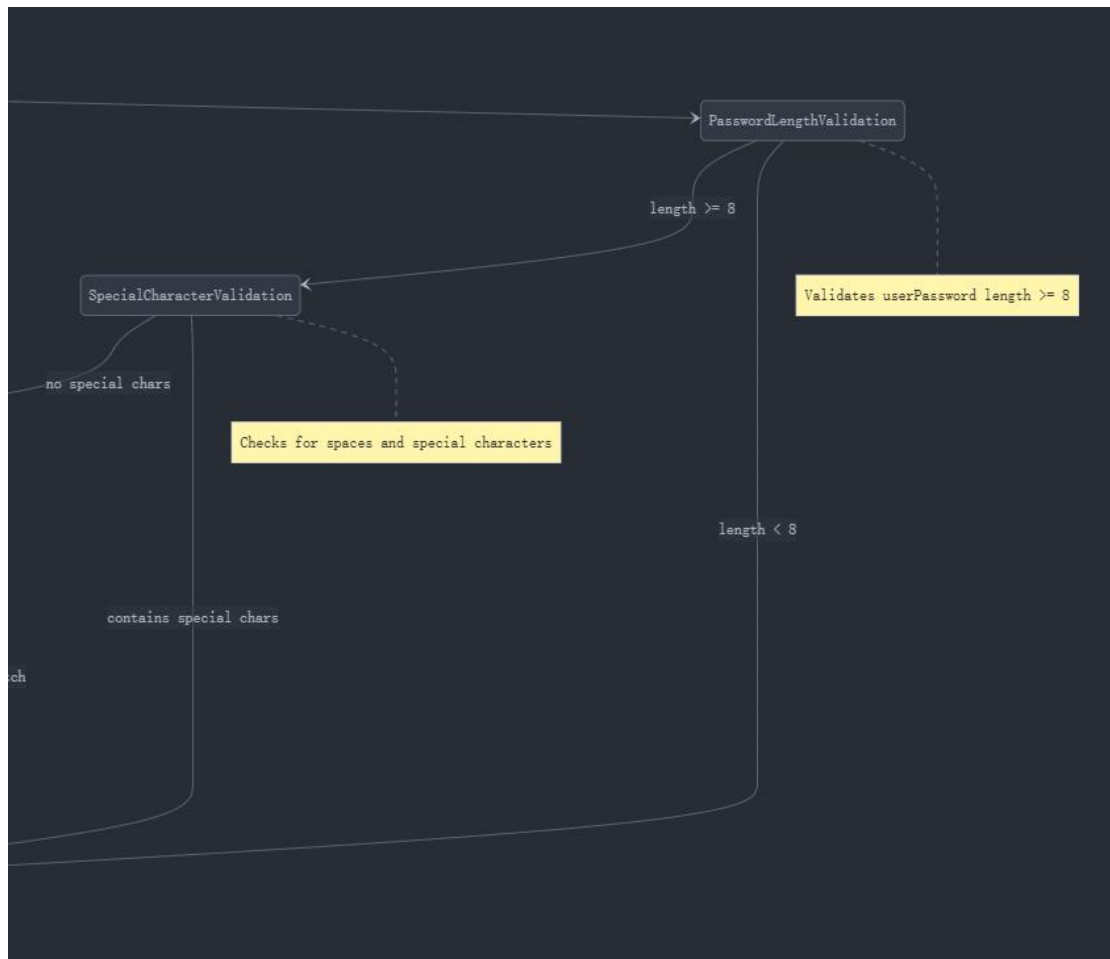 PasswordLengthValidation
length >= 8
SpecialCharacterValidation
Validates userPassword length >= 8
no special chars
Checks for spaces and special characters
length < 8
contains special chars
tch